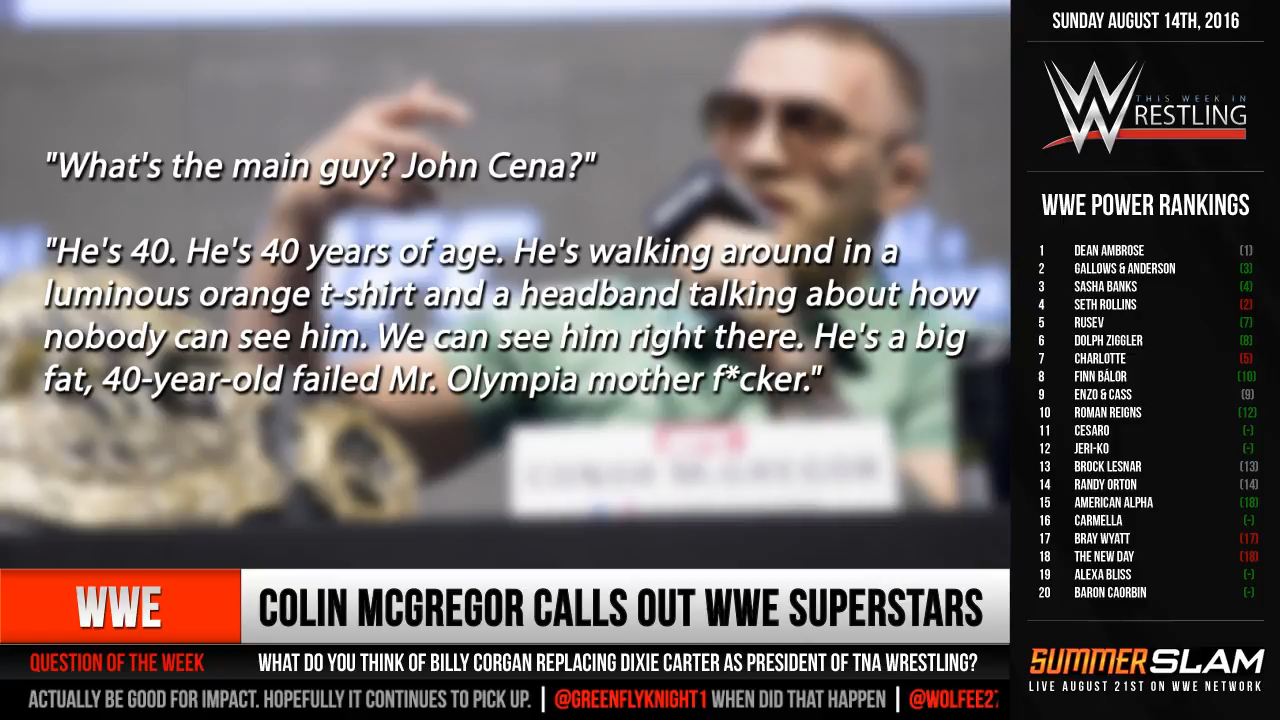 "What's the main guy? John Cena?"
"He's 40. He's 40 years of age. He's walking around in a
luminous orange t-shirt and a headband talking about how
nobody can see him. We can see him right there. He's a big
fat, 40-year-old failed Mr. Olympia mother f*cker."
CONOR McGREGOR
WWE
COLIN MCGREGOR CALLS OUT WWE SUPERSTARS
QUESTION OF THE WEEK
WHAT DO YOU THINK OF BILLY CORGAN REPLACING DIXIE CARTER AS PRESIDENT OF TNA WRESTLING?
ACTUALLY BE GOOD FOR IMPACT. HOPEFULLY IT CONTINUES TO PICK UP. | @GREENFLYKNIGHT1 WHEN DID THAT HAPPEN | @WOLFEE27
SUNDAY AUGUST 14TH, 2016
THIS WEEK IN
WRESTLING
WWE POWER RANKINGS
1 DEAN AMBROSE (1)
2 GALLOWS & ANDERSON (3)
3 SASHA BANKS (4)
4 SETH ROLLINS (2)
5 RUSEV (7)
6 DOLPH ZIGGLER (8)
7 CHARLOTTE (5)
8 FINN BÁLOR (10)
9 ENZO & CASS (9)
10 ROMAN REIGNS (12)
11 CESARO (-)
12 JERI-KO (-)
13 BROCK LESNAR (13)
14 RANDY ORTON (14)
15 AMERICAN ALPHA (18)
16 CARMELLA (-)
17 BRAY WYATT (17)
18 THE NEW DAY (18)
19 ALEXA BLISS (-)
20 BARON CAORBIN (-)
SUMMERSLAM
LIVE AUGUST 21ST ON WWE NETWORK